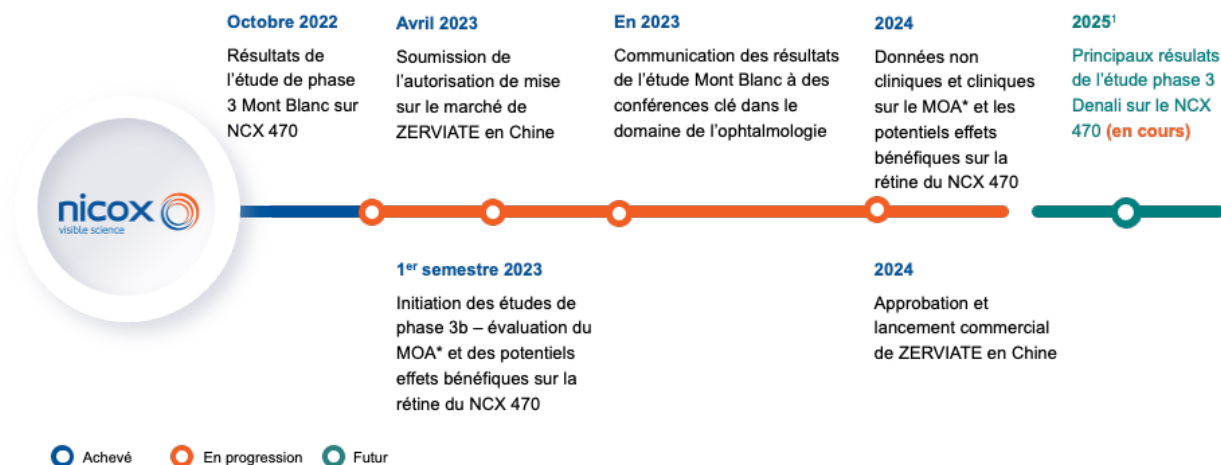 Octobre 2022
Résultats de
l'étude de phase
3 Mont Blanc sur
NCX 470
Avril 2023
Soumission de
l'autorisation de mise
sur le marché de
ZERVIATE en Chine
En 2023
Communication des résultats
de l'étude Mont Blanc à des
conférences clé dans le
domaine de l'ophtalmologie
2024
Données non
cliniques et cliniques
sur le MOA* et les
potentiels effets
bénéfiques sur la
rétine du NCX 470
2025¹
Principaux résulats
de l'étude phase 3
Denali sur le NCX
470 (en cours)
nicox
visible science
1er semestre 2023
Initiation des études de
phase 3b – évaluation du
MOA* et des potentiels
effets bénéfiques sur la
rétine du NCX 470
2024
Approbation et
lancement commercial
de ZERVIATE en Chine
Achevé
En progression
Futur